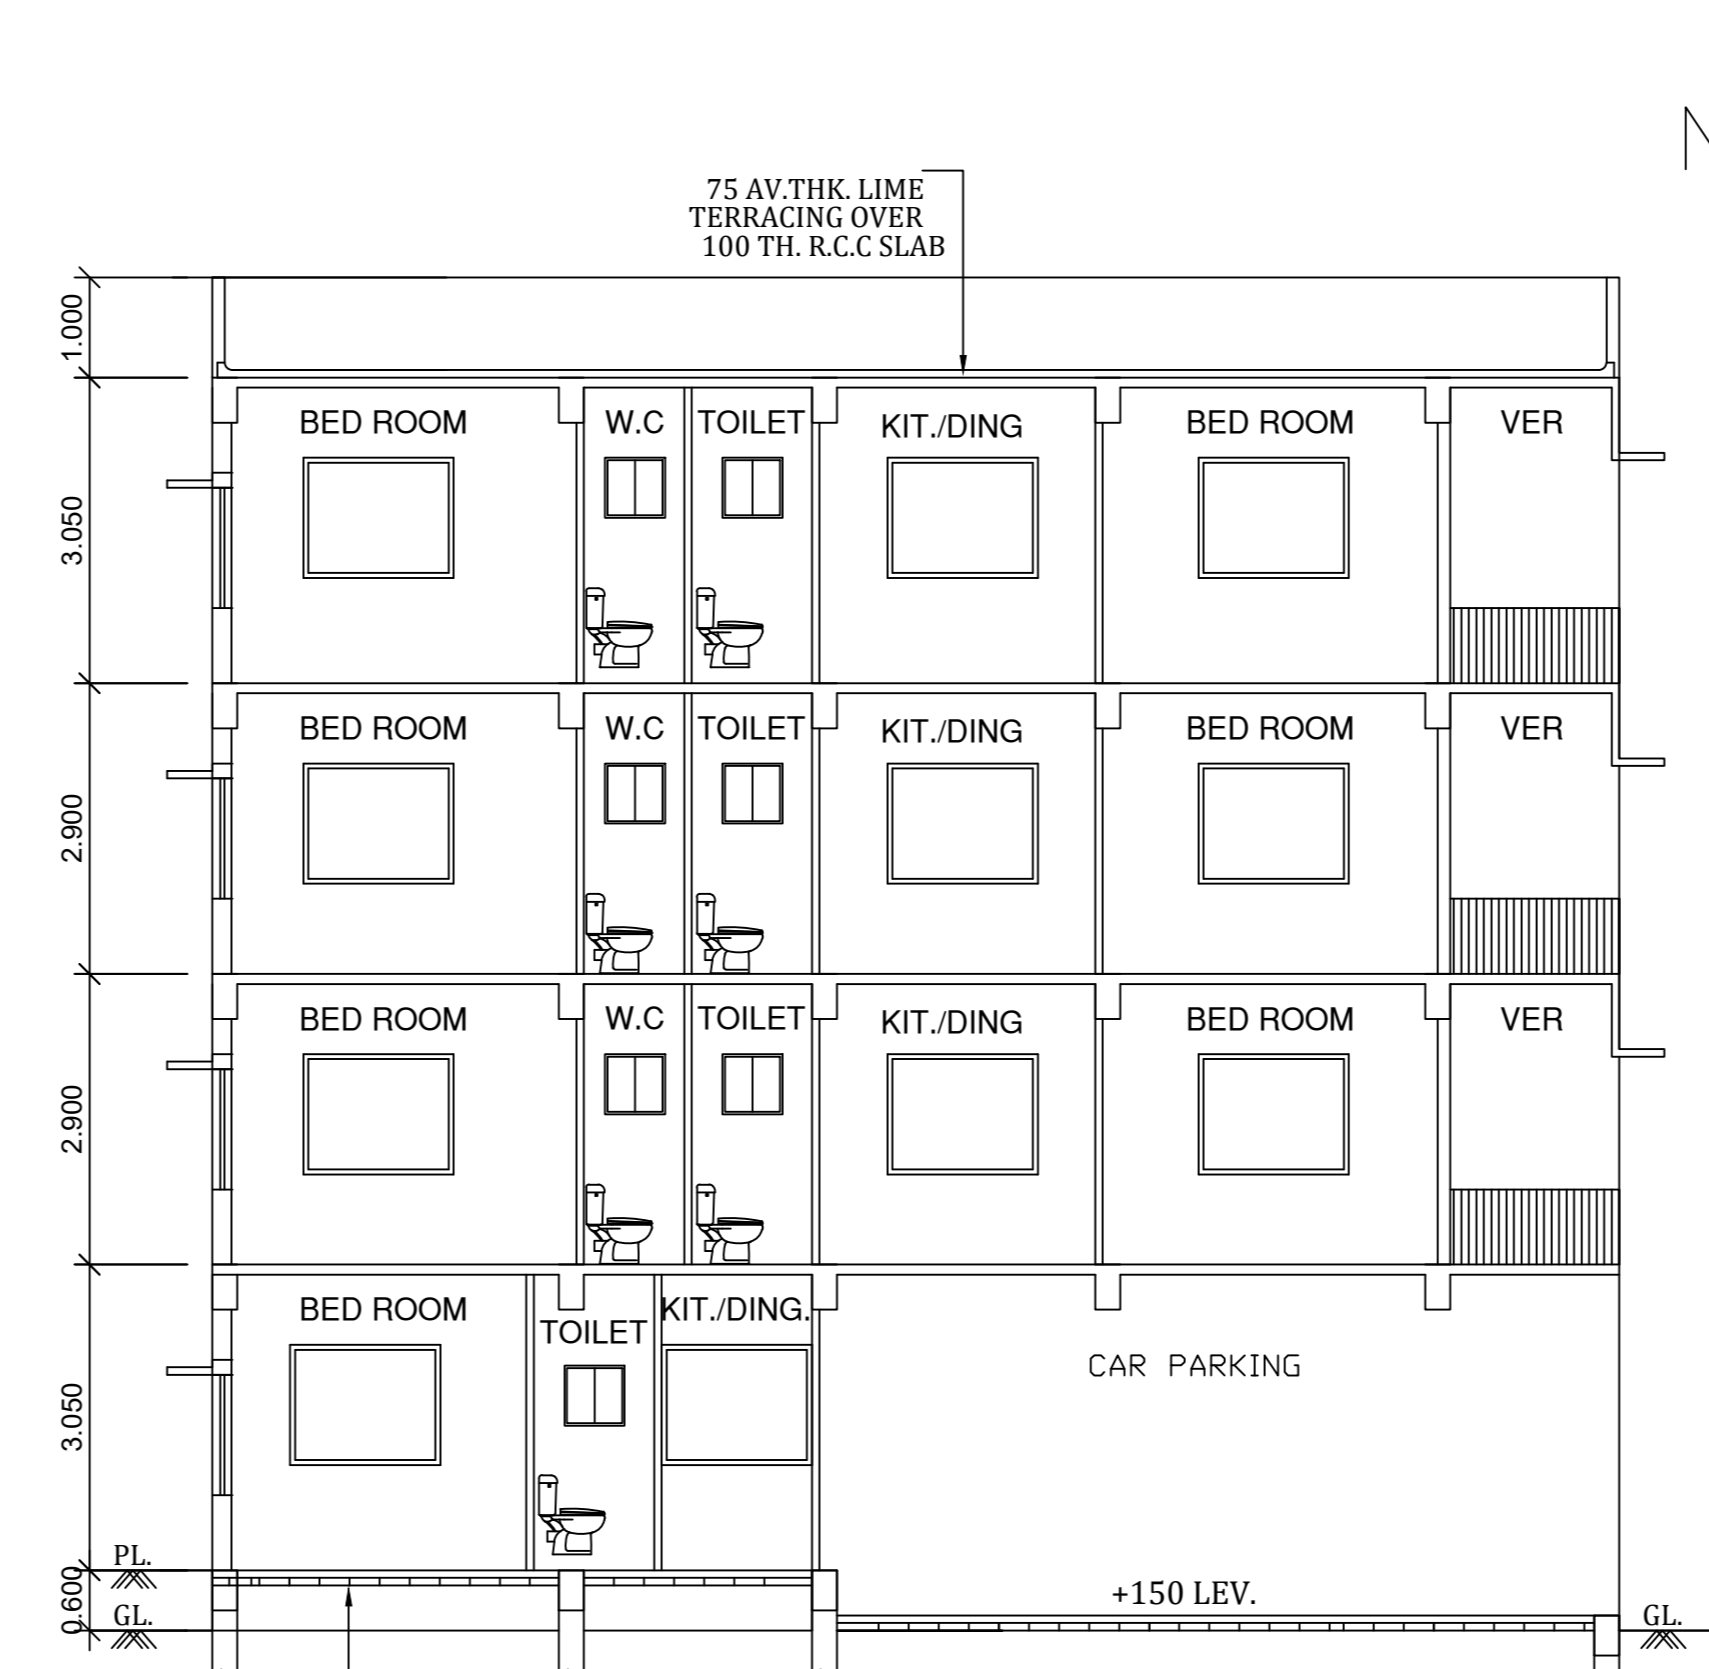 75 AV.THK. LIME
TERRACING OVER
100 TH. R.C.C SLAB
1.000
BED ROOM
W.C
TOILET
KIT./DING
BED ROOM
VER
3.050
BED ROOM
W.C
TOILET
KIT./DING
BED ROOM
VER
2.900
BED ROOM
W.C
TOILET
KIT./DING
BED ROOM
VER
2.900
BED ROOM
TOILET
KIT./DING.
CAR PARKING
3.050
PL.
0.600
GL.
+150 LEV.
GL.